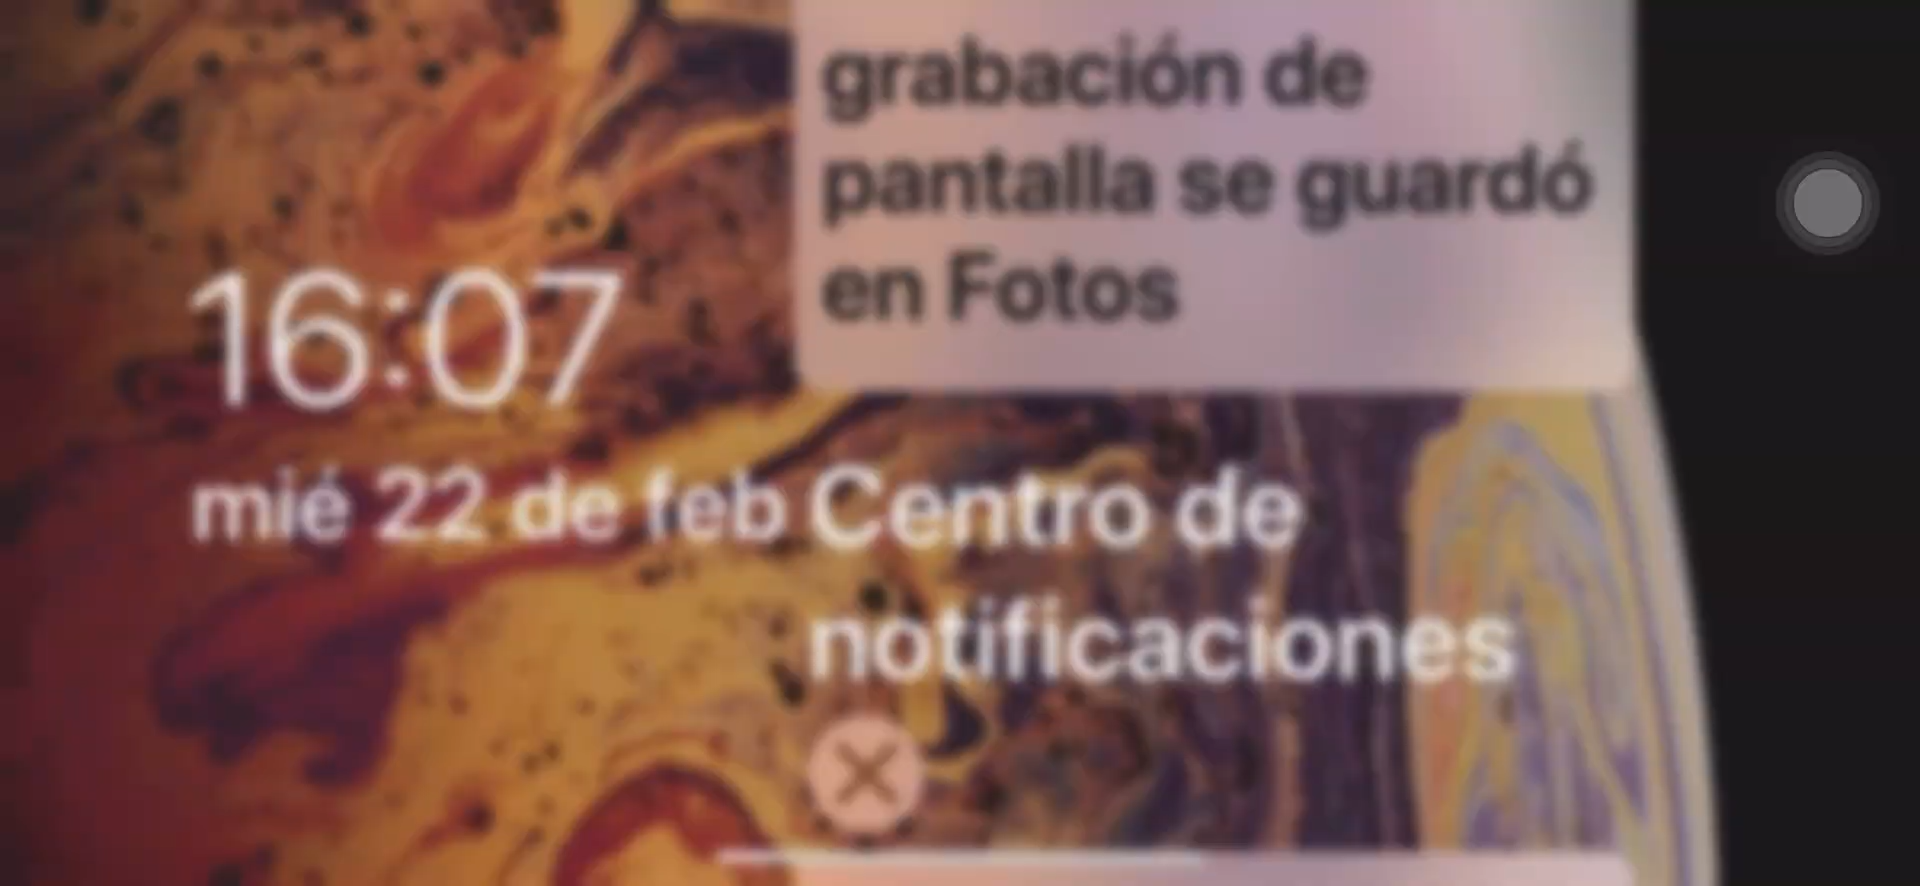 grabación de
pantalla se guardó
en Fotos
16:07
mié 22 de feb
Centro de
notificaciones